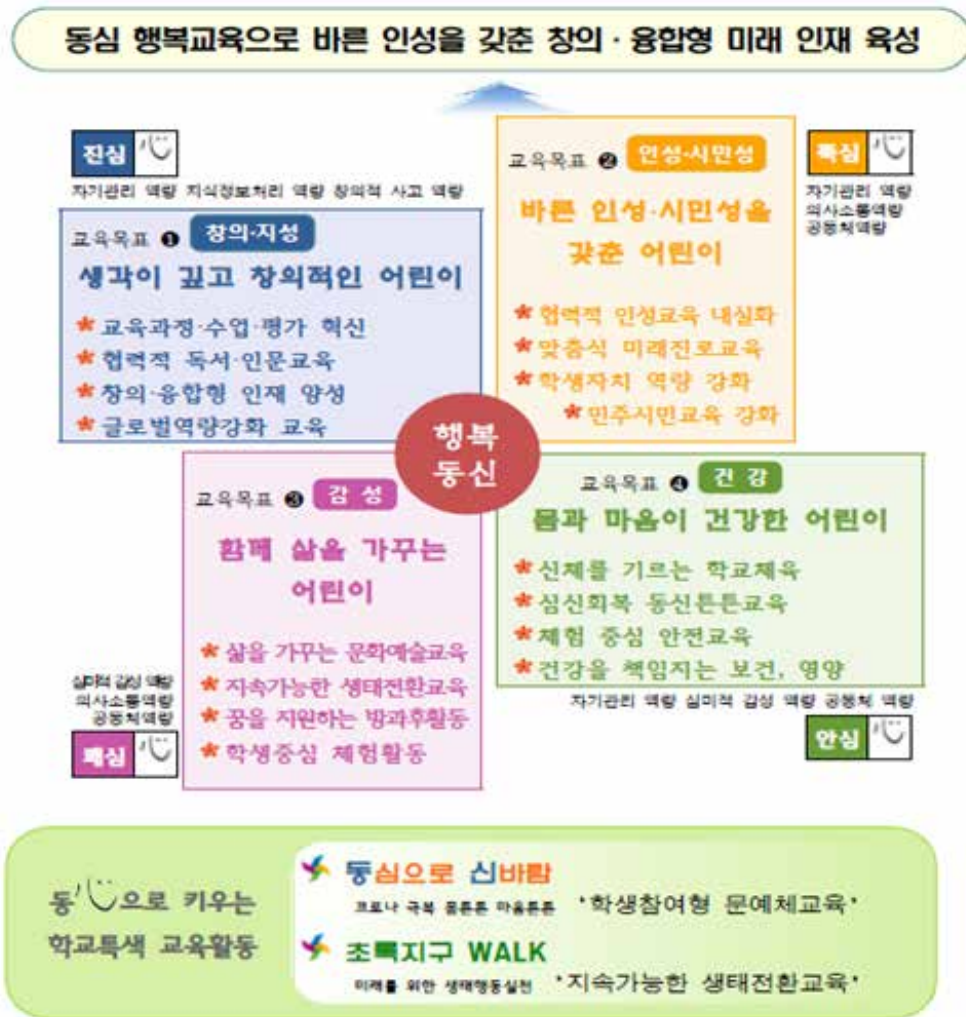 동심 행복교육으로 바른 인성을 갖춘 창의·융합형 미래 인재 육성
진심
자기관리 역량 지식정보처리 역량 창의적 사고 역량
교육목표 ❶ 창의·지성
생각이 깊고 창의적인 어린이
* 교육과정·수업·평가 혁신
* 협력적 독서·인문교육
* 창의·융합형 인재 양성
* 글로벌역량강화 교육
교육목표 ❷ 인성·시민성
바른 인성·시민성을
갖춘 어린이
* 협력적 인성교육 내실화
* 맞춤식 미래진로교육
* 학생자치 역량 강화
* 민주시민교육 강화
자기관리 역량
의사소통역량
공동체역량
행복
동신
교육목표 ❸ 감성
함께 삶을 가꾸는
어린이
* 삶을 가꾸는 문화예술교육
* 지속가능한 생태전환교육
* 꿈을 지원하는 방과후활동
* 학생중심 체험활동
심미적 감성 역량
의사소통역량
공동체역량
교육목표 ❹ 건강
몸과 마음이 건강한 어린이
* 신체를 기르는 학교체육
* 심신회복 동신튼튼교육
* 체험 중심 안전교육
* 건강을 책임지는 보건, 영양
자기관리 역량 심미적 감성 역량 공동체 역량
안심
동心으로 키우는
학교특색 교육활동
동심으로 신바람
코로나 극복 몸튼튼 마음튼튼 '학생참여형 문예체교육'
초록지구 WALK
미래를 위한 생태행동실천 '지속가능한 생태전환교육'